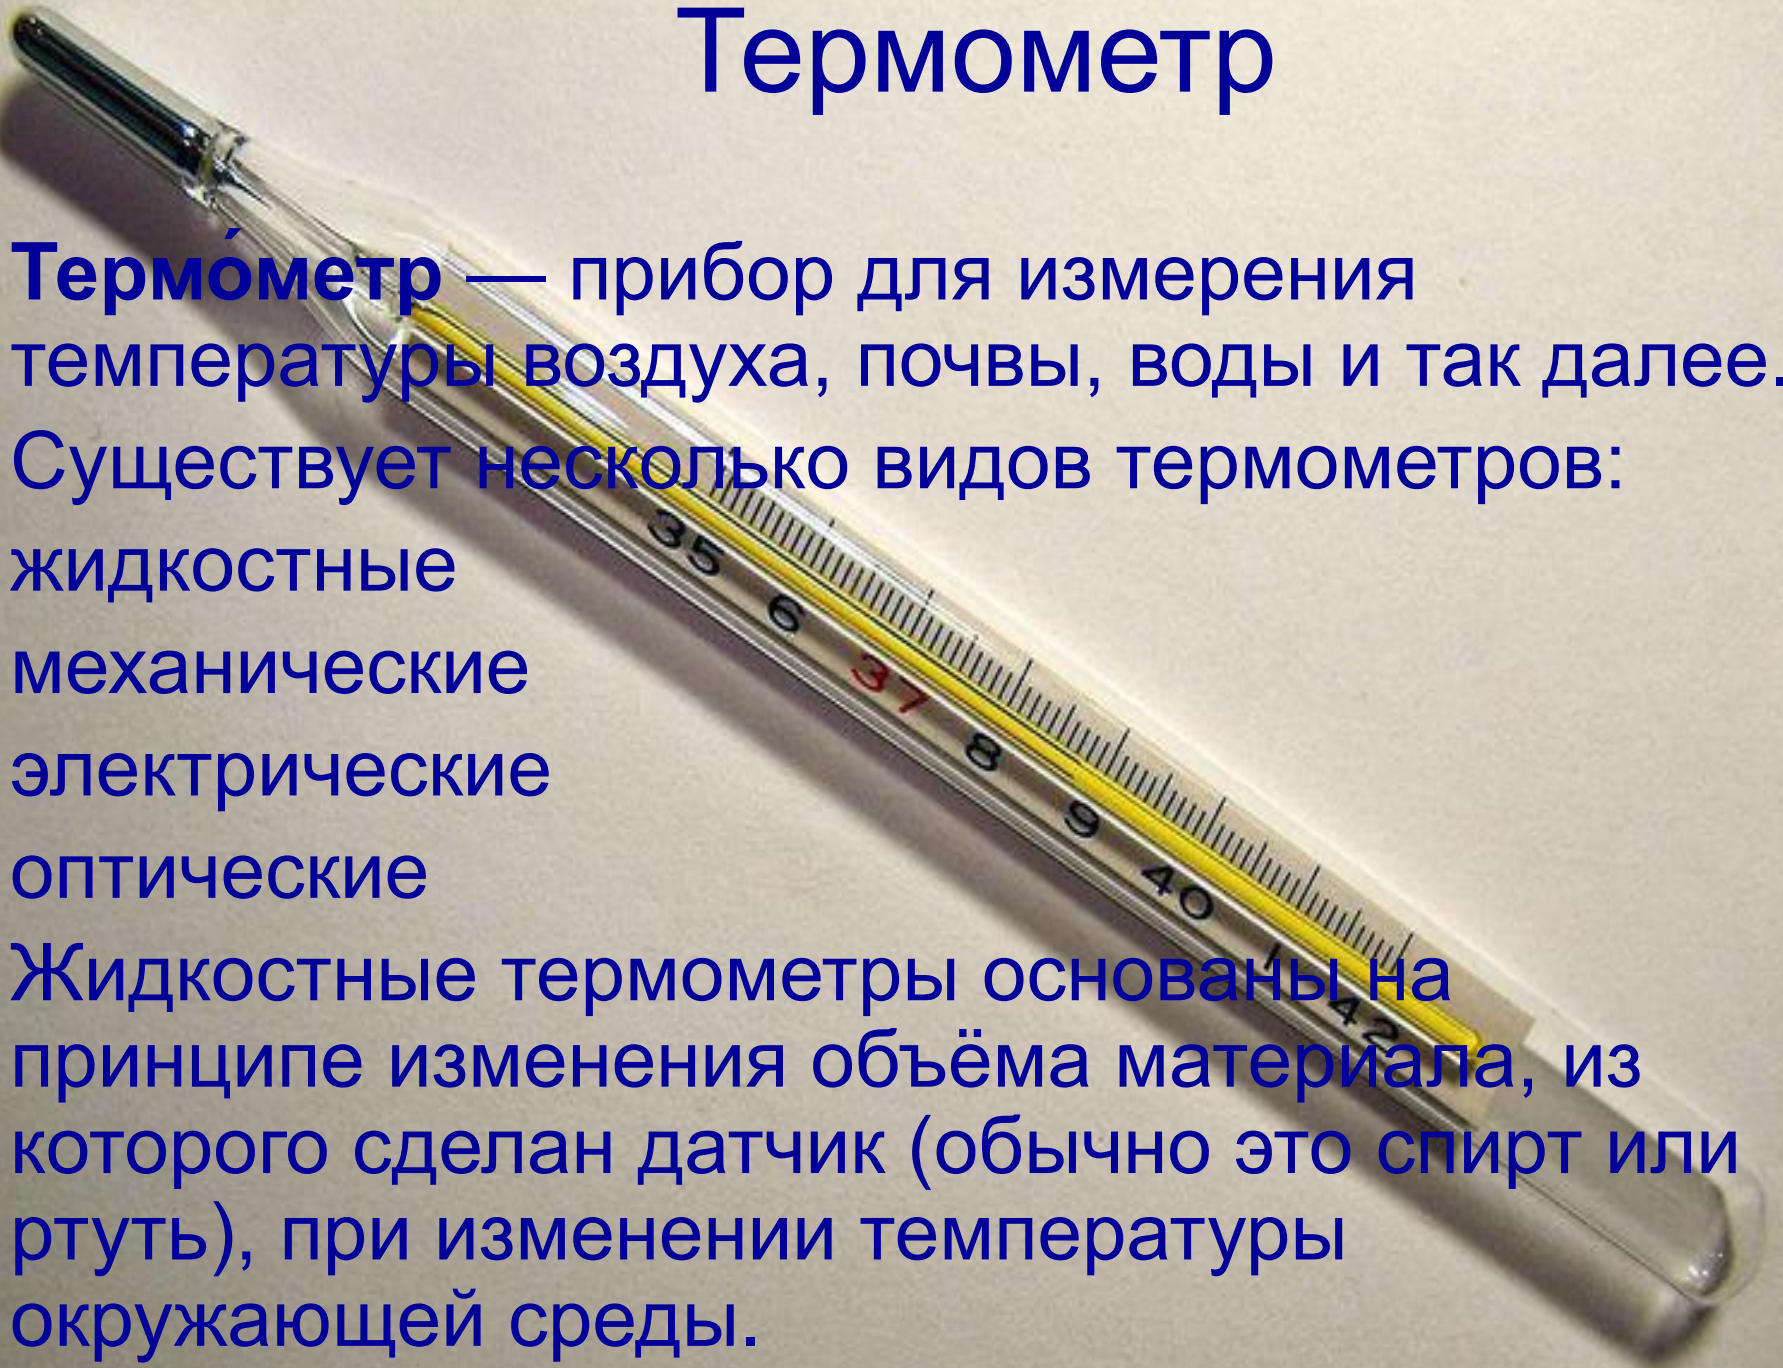 Термометр
Термо́метр — прибор для измерения
температуры воздуха, почвы, воды и так далее.
Существует несколько видов термометров:
жидкостные
механические
электрические
оптические
Жидкостные термометры основаны на
принципе изменения объёма материала, из
которого сделан датчик (обычно это спирт или
ртуть), при изменении температуры
окружающей среды.
35
6
37
8
9
40
1
42